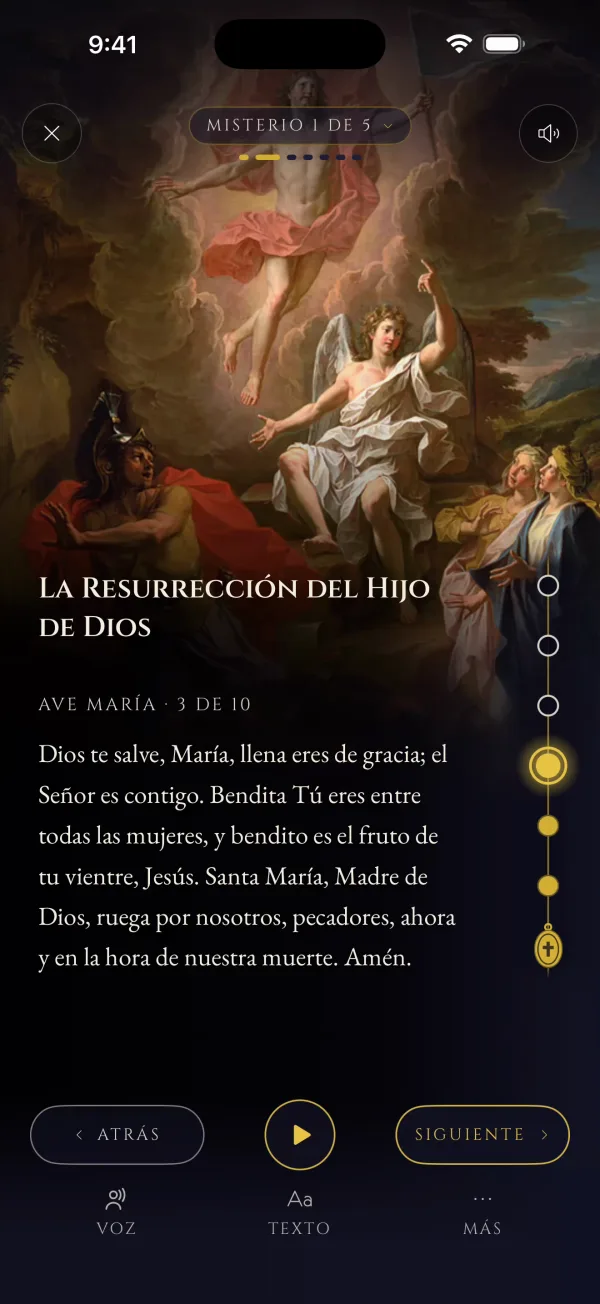 9:41
MISTERIO 1 DE 5
La Resurrección del Hijo
de Dios
AVE MARÍA · 3 DE 10
Dios te salve, María, llena eres de gracia; el
Señor es contigo. Bendita Tú eres entre
todas las mujeres, y bendito es el fruto de
tu vientre, Jesús. Santa María, Madre de
Dios, ruega por nosotros, pecadores, ahora
y en la hora de nuestra muerte. Amén.
ATRÁS
SIGUIENTE
VOZ
Aa
TEXTO
...
MÁS